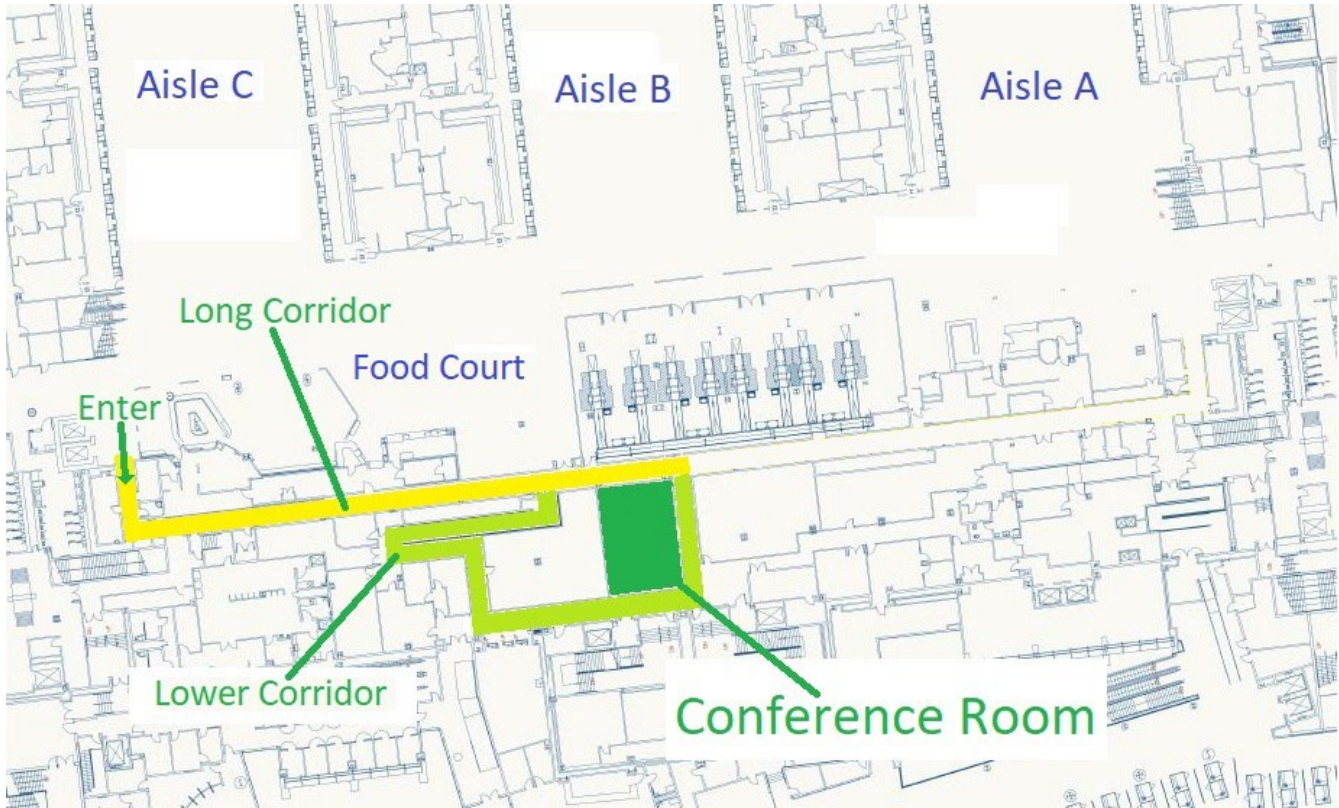 Aisle C
Aisle B
Aisle A
Long Corridor
Food Court
Enter
Lower Corridor
Conference Room